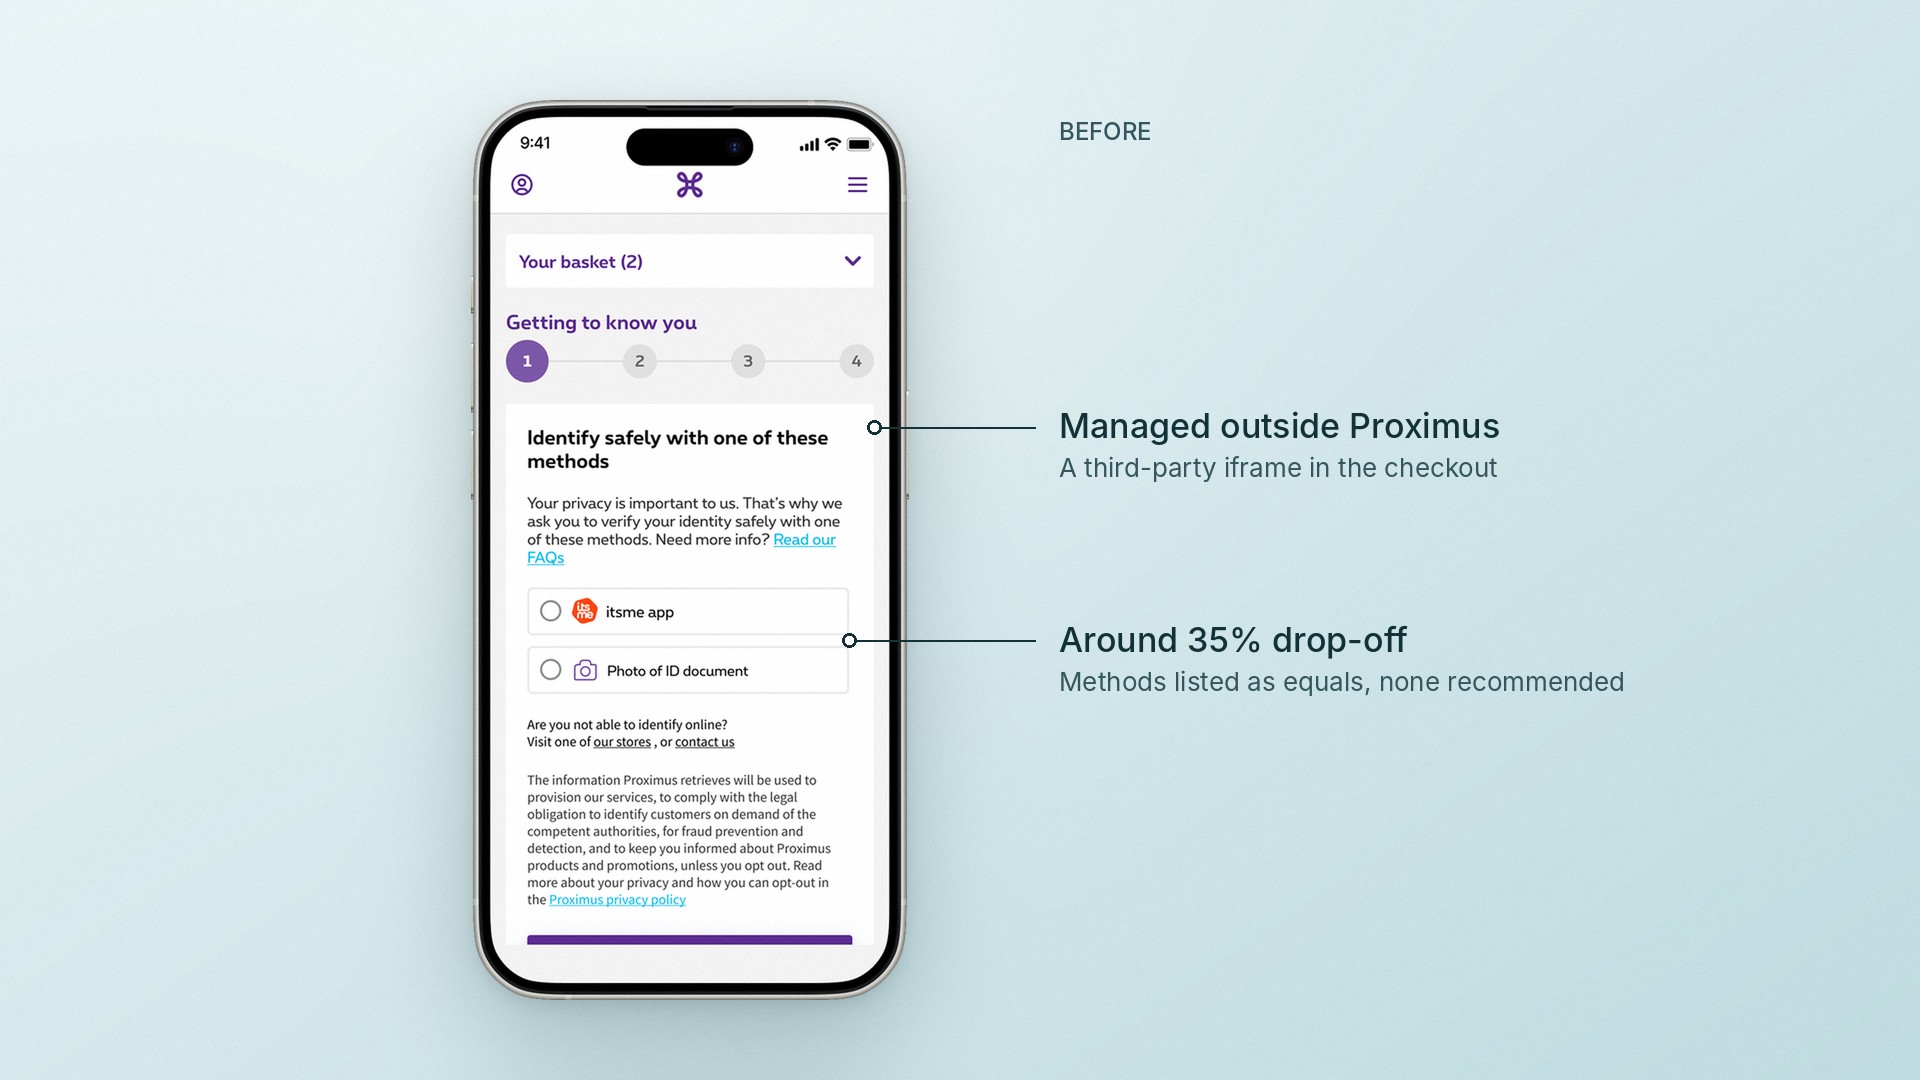 9:41
Your basket (2)
Getting to know you
1
2
3
4
Identify safely with one of these
methods
Your privacy is important to us. That's why we
ask you to verify your identity safely with one
of these methods. Need more info? Read our
FAQs
its
me
itsme app
Photo of ID document
Are you not able to identify online?
Visit one of our stores , or contact us
The information Proximus retrieves will be used to
provision our services, to comply with the legal
obligation to identify customers on demand of the
competent authorities, for fraud prevention and
detection, and to keep you informed about Proximus
products and promotions, unless you opt out. Read
more about your privacy and how you can opt-out in
the Proximus privacy policy
BEFORE
Managed outside Proximus
A third-party iframe in the checkout
Around 35% drop-off
Methods listed as equals, none recommended